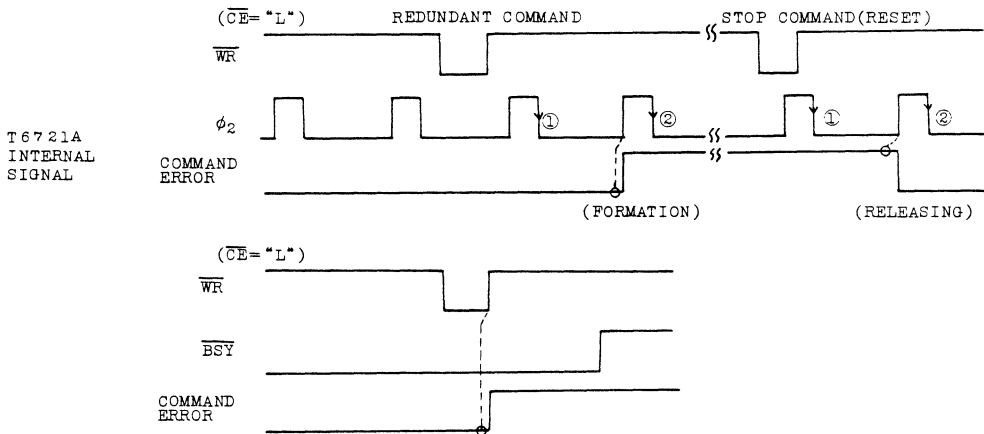 (CE="L") REDUNDANT COMMAND STOP COMMAND(RESET)
WR
φ2 ① ② ① ②
T6721A
INTERNAL
SIGNAL
COMMAND
ERROR
(FORMATION) (RELEASING)
(CE="L")
WR
BSY
COMMAND
ERROR